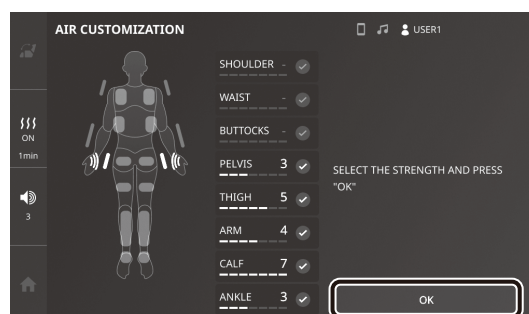 AIR CUSTOMIZATION
USER1
ON
1min
3
SHOULDER -
WAIST -
BUTTOCKS -
PELVIS 3
THIGH 5
ARM 4
CALF 7
ANKLE 3
SELECT THE STRENGTH AND PRESS
"OK"
OK